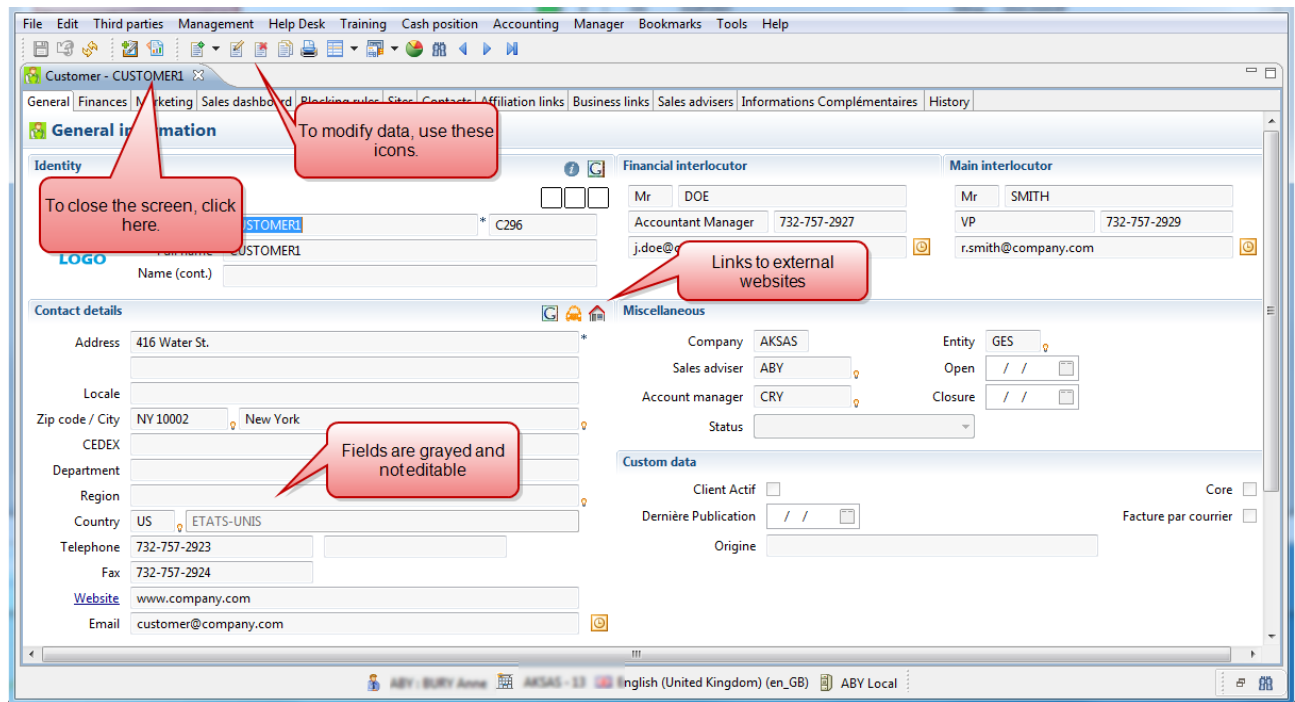 File Edit Third parties Management Help Desk Training Cash position Accounting Manager Bookmarks Tools Help
Customer - CUSTOMER1
General Finances Marketing Sales dashboard Blocking rules Sites Contacts Affiliation links Business links Sales advisers Informations Complémentaires History
General information
To modify data, use these
icons.
Identity
Financial interlocutor
Main interlocutor
To close the screen, click
here.
Mr DOE
Mr SMITH
CUSTOMER1 * C296
Accountant Manager 732-757-2927
VP 732-757-2929
LOGO
Full name CUSTOMER1
j.doe@c
r.smith@company.com
Name (cont.)
Links to external
websites
Contact details
Miscellaneous
Address 416 Water St. *
Company AKSAS
Entity GES
Sales adviser ABY
Open / /
Locale
Account manager CRY
Closure / /
Zip code / City NY 10002 New York
Status
CEDEX
Fields are grayed and
not editable
Department
Custom data
Region
Client Actif
Core
Country US ETATS-UNIS
Dernière Publication / /
Facture par courrier
Telephone 732-757-2923
Origine
Fax 732-757-2924
Website www.company.com
Email customer@company.com
ABY : BURY Anne AKSAS - 13 English (United Kingdom) (en_GB) ABY Local